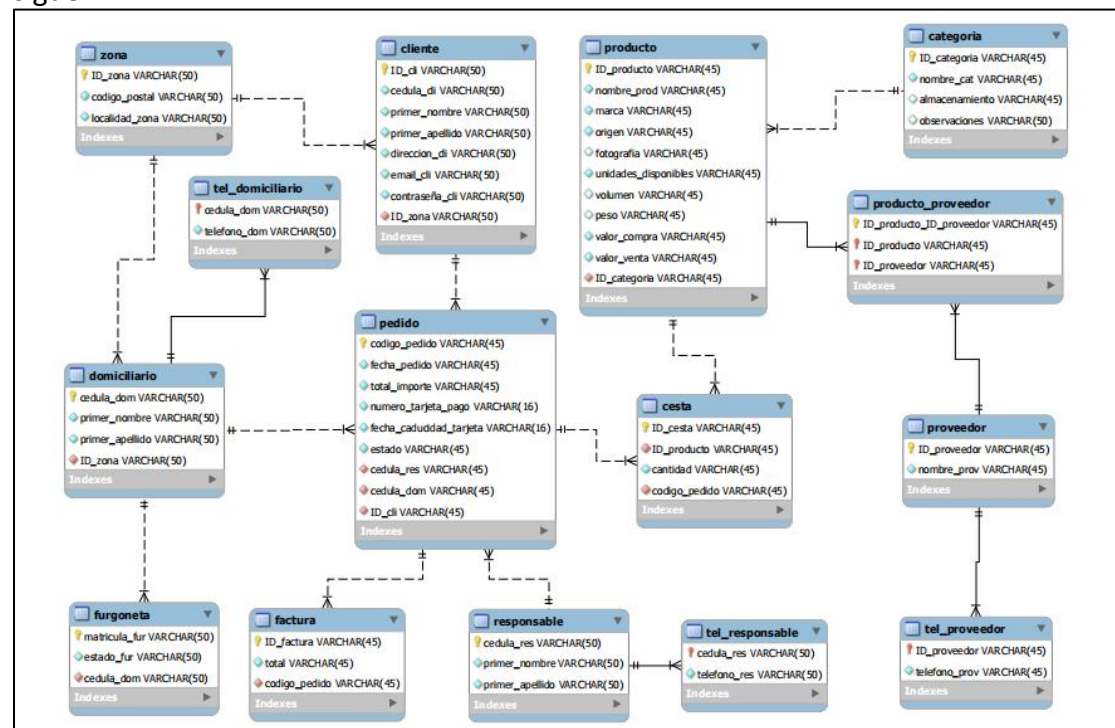 zona
ID_zona VARCHAR(50)
codigo_postal VARCHAR(50)
localidad_zona VARCHAR(50)
Indexes
cliente
ID_cli VARCHAR(50)
cedula_cli VARCHAR(50)
primer_nombre VARCHAR(50)
primer_apellido VARCHAR(50)
direccion_cli VARCHAR(50)
email_cli VARCHAR(50)
contraseña_cli VARCHAR(50)
ID_zona VARCHAR(50)
Indexes
producto
ID_producto VARCHAR(45)
nombre_prod VARCHAR(45)
marca VARCHAR(45)
origen VARCHAR(45)
fotografia VARCHAR(45)
unidades_disponibles VARCHAR(45)
volumen VARCHAR(45)
peso VARCHAR(45)
valor_compra VARCHAR(45)
valor_venta VARCHAR(45)
ID_categoria VARCHAR(45)
Indexes
categoria
ID_categoria VARCHAR(45)
nombre_cat VARCHAR(45)
almacenamiento VARCHAR(45)
observaciones VARCHAR(50)
Indexes
tel_domiciliario
cedula_dom VARCHAR(50)
telefono_dom VARCHAR(50)
Indexes
producto_proveedor
ID_producto_ID_proveedor VARCHAR(45)
ID_producto VARCHAR(45)
ID_proveedor VARCHAR(45)
Indexes
domiciliario
cedula_dom VARCHAR(50)
primer_nombre VARCHAR(50)
primer_apellido VARCHAR(50)
ID_zona VARCHAR(50)
Indexes
pedido
codigo_pedido VARCHAR(45)
fecha_pedido VARCHAR(45)
total_importe VARCHAR(45)
numero_tarjeta_pago VARCHAR(16)
fecha_caducidad_tarjeta VARCHAR(16)
estado VARCHAR(45)
cedula_res VARCHAR(45)
cedula_dom VARCHAR(45)
ID_cli VARCHAR(45)
Indexes
cesta
ID_cesta VARCHAR(45)
ID_producto VARCHAR(45)
cantidad VARCHAR(45)
codigo_pedido VARCHAR(45)
Indexes
proveedor
ID_proveedor VARCHAR(45)
nombre_prov VARCHAR(45)
Indexes
furgoneta
matricula_fur VARCHAR(50)
estado_fur VARCHAR(50)
cedula_dom VARCHAR(50)
Indexes
factura
ID_factura VARCHAR(45)
total VARCHAR(45)
codigo_pedido VARCHAR(45)
Indexes
responsable
cedula_res VARCHAR(50)
primer_nombre VARCHAR(50)
primer_apellido VARCHAR(50)
Indexes
tel_responsable
cedula_res VARCHAR(50)
telefono_res VARCHAR(50)
Indexes
tel_proveedor
ID_proveedor VARCHAR(45)
telefono_prov VARCHAR(45)
Indexes